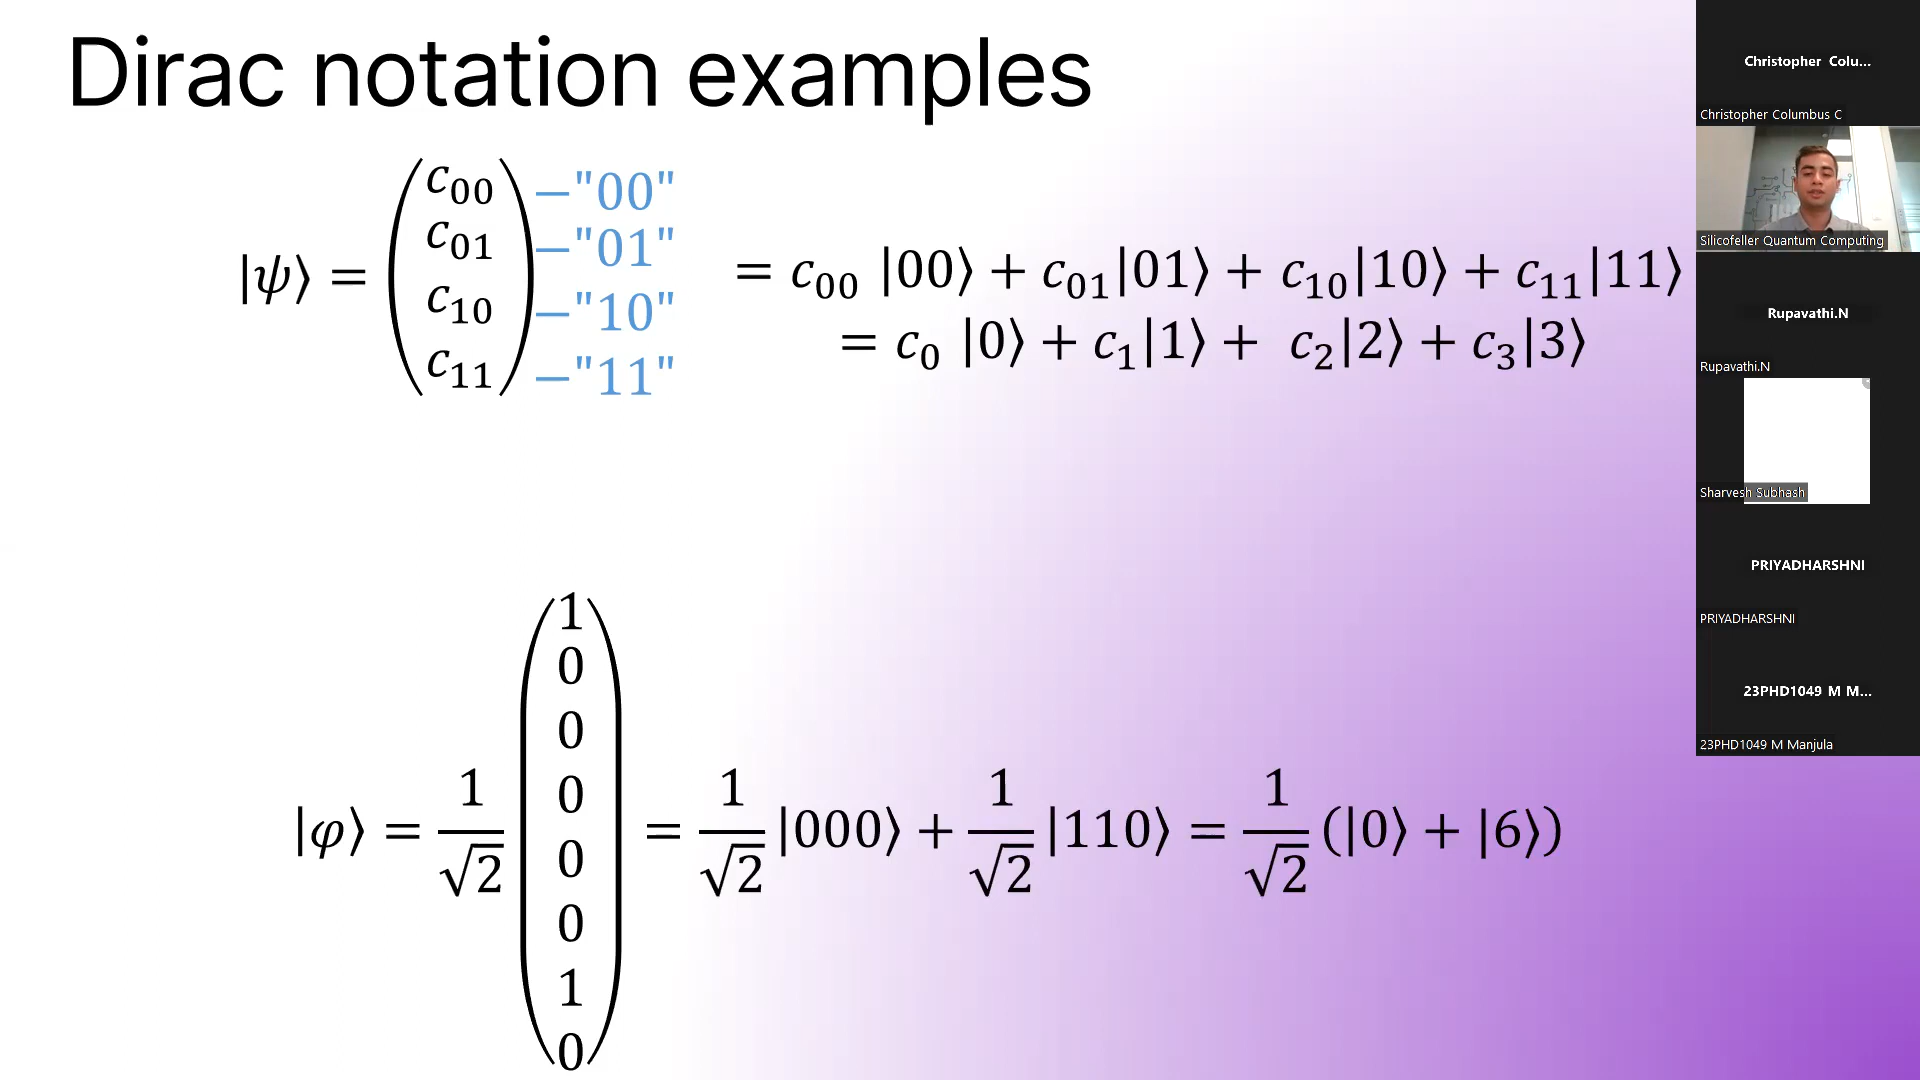 Dirac notation examples
|ψ⟩ =
c₀₀ –"00"
c₀₁ –"01"
c₁₀ –"10"
c₁₁ –"11"
= c₀₀ |00⟩ + c₀₁|01⟩ + c₁₀|10⟩ + c₁₁|11⟩
= c₀ |0⟩ + c₁|1⟩ + c₂|2⟩ + c₃|3⟩
|φ⟩ = 1/√2
1
0
0
0
0
0
1
0
= 1/√2 |000⟩ + 1/√2 |110⟩ = 1/√2 (|0⟩ + |6⟩)
Christopher Colu...
Christopher Columbus C
Silicofeller Quantum Computing
Rupavathi.N
Rupavathi.N
Sharvesh Subhash
PRIYADHARSHNI
PRIYADHARSHNI
23PHD1049 M M...
23PHD1049 M Manjula